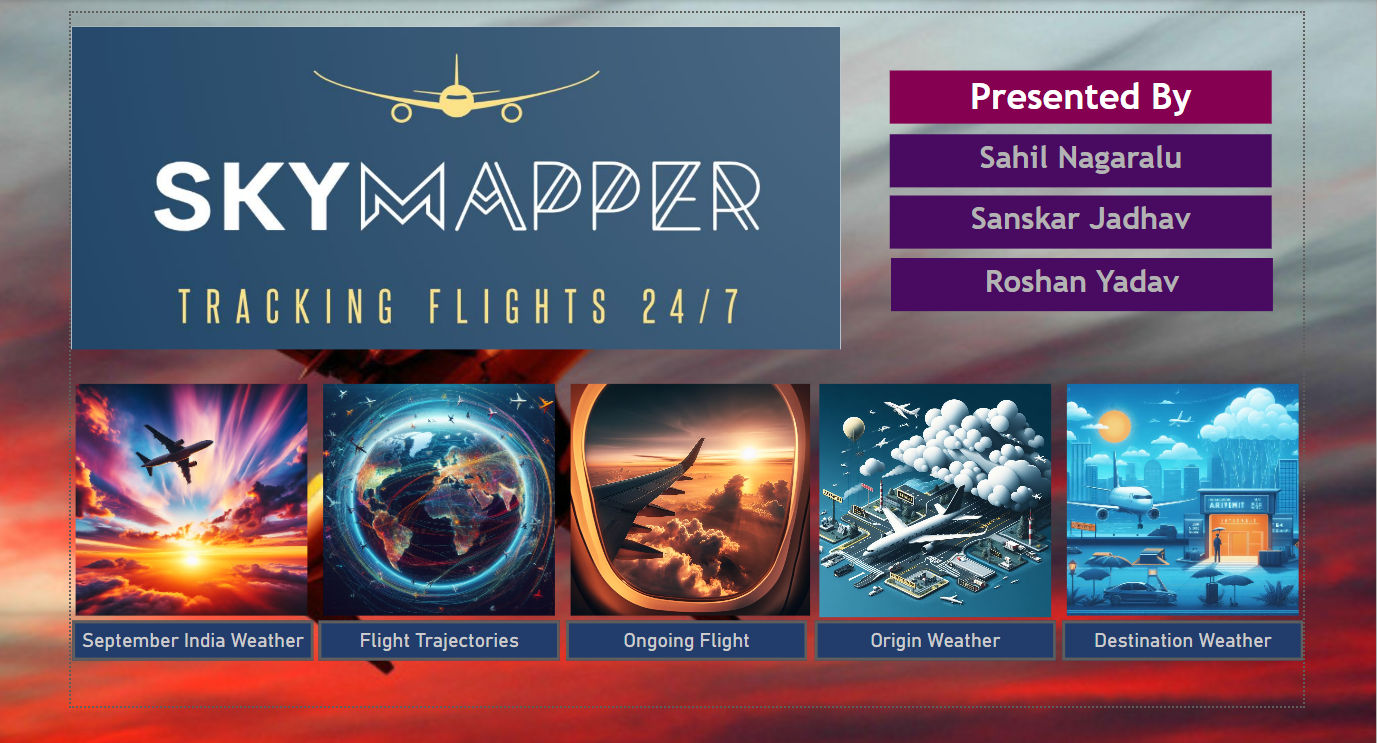 SKYMAPPER
TRACKING FLIGHTS 24/7
Presented By
Sahil Nagaralu
Sanskar Jadhav
Roshan Yadav
September India Weather
Flight Trajectories
Ongoing Flight
Origin Weather
Destination Weather